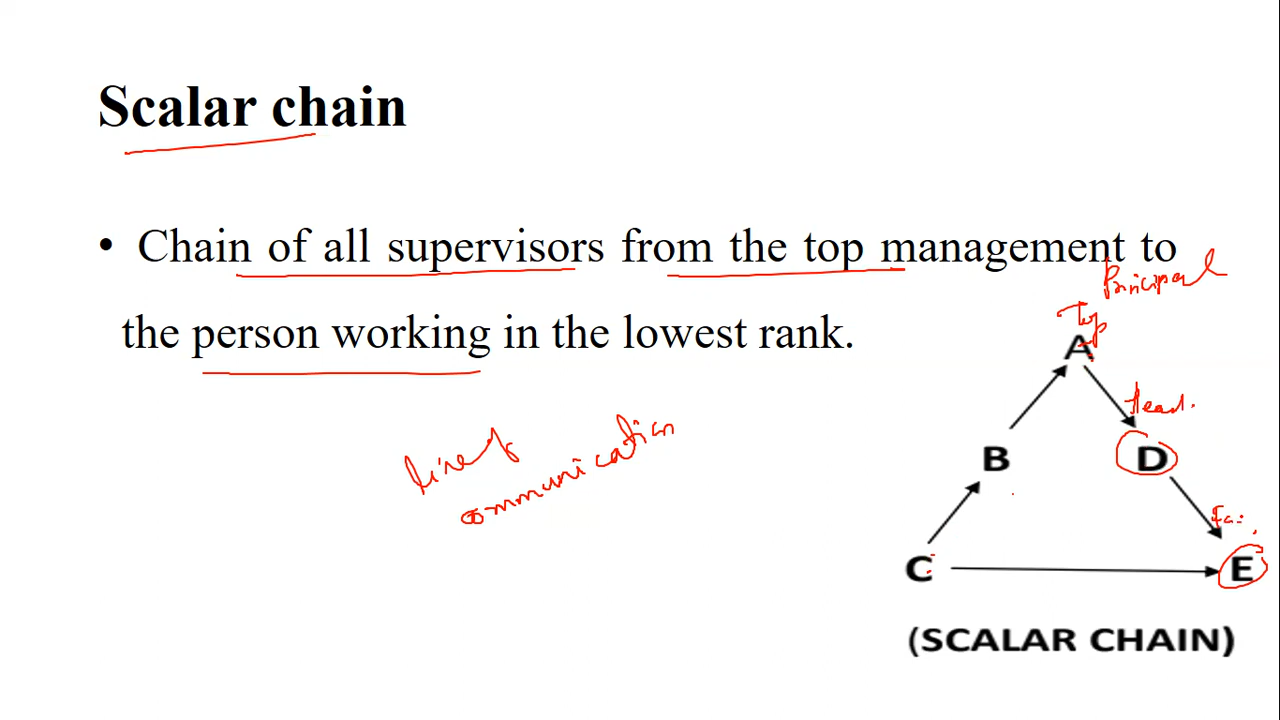 Scalar chain
• Chain of all supervisors from the top management to
the person working in the lowest rank.
Principal
Top
A
Head.
line of
communication
B
D
C
E
(SCALAR CHAIN)